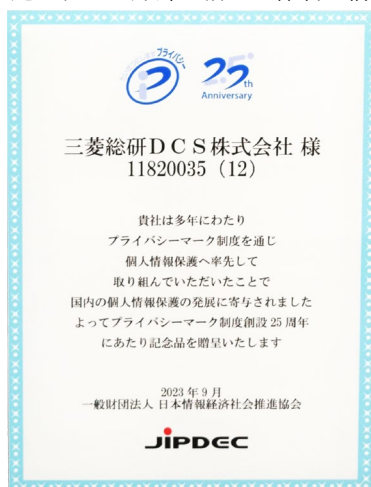 プライバシー
25th
Anniversary
三菱総研ＤＣＳ株式会社 様
11820035（12）
貴社は多年にわたり
プライバシーマーク制度を通じ
個人情報保護へ率先して
取り組んでいただいたことで
国内の個人情報保護の発展に寄与されました
よってプライバシーマーク制度創設 25 周年
にあたり記念品を贈呈いたします
2023 年 9 月
一般財団法人 日本情報経済社会推進協会
JIPDEC